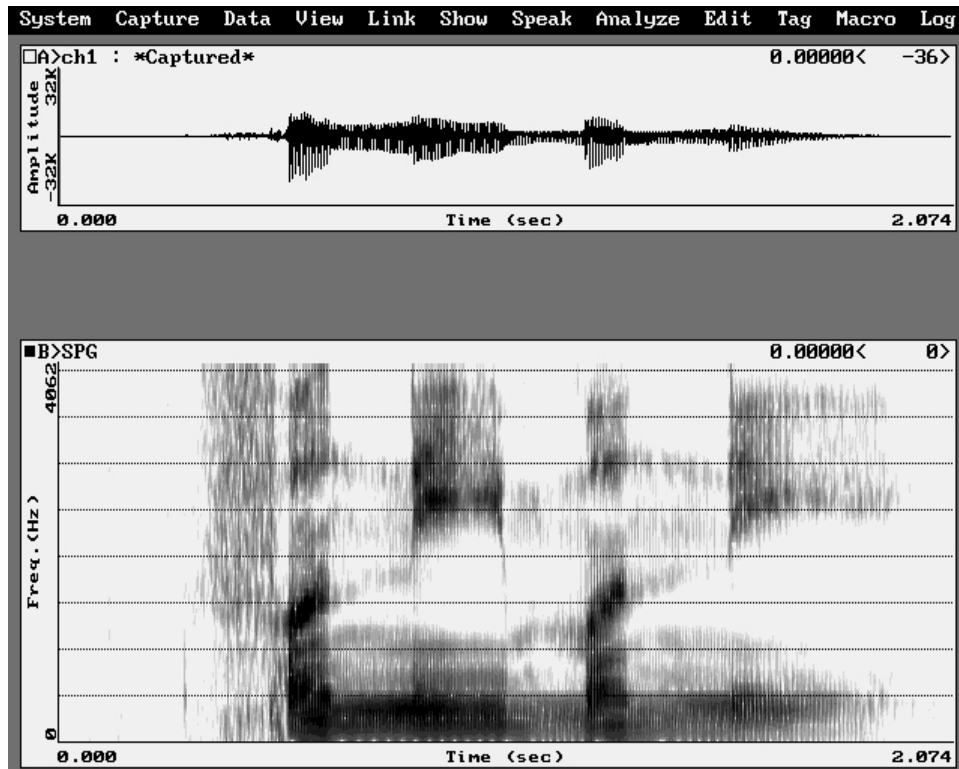 System Capture Data View Link Show Speak Analyze Edit Tag Macro Log
A>ch1 : *Captured* 0.00000< -36>
Amplitude
-32K 32K
0.000 Time (sec) 2.074
B>SPG 0.00000< 0>
4062
Freq.(Hz)
0
0.000 Time (sec) 2.074